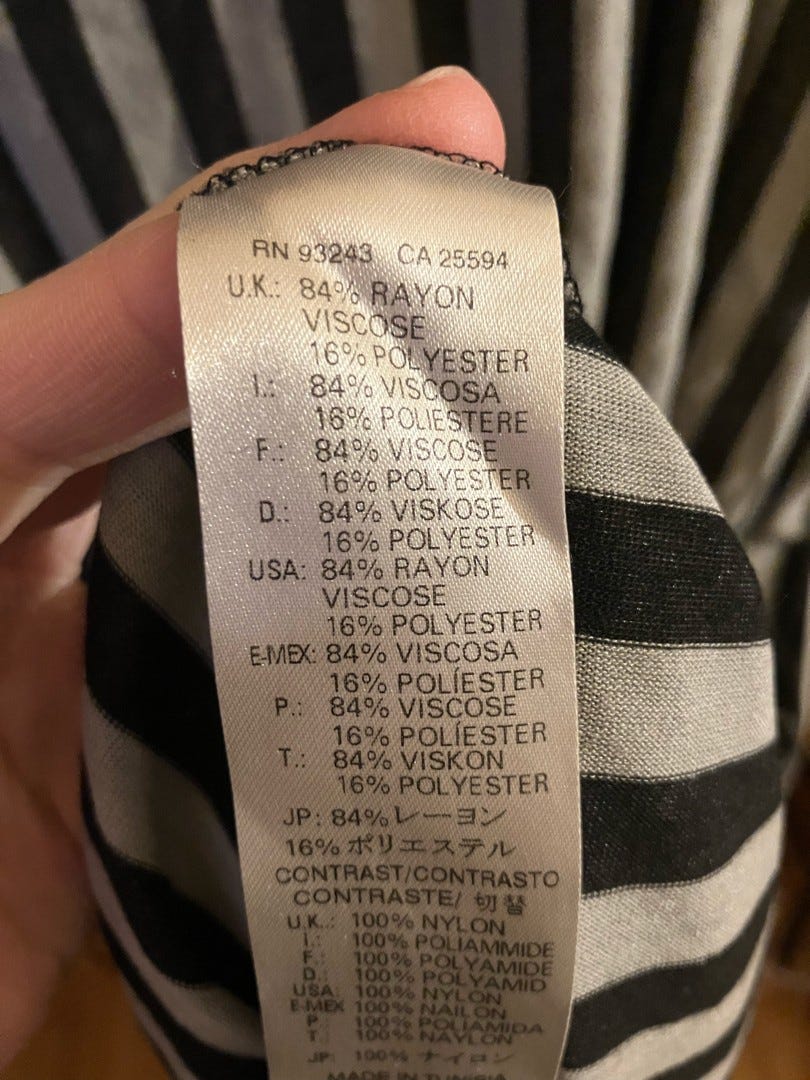 RN 93243 CA 25594
U.K.: 84% RAYON
VISCOSE
16% POLYESTER
I.: 84% VISCOSA
16% POLIESTERE
F.: 84% VISCOSE
16% POLYESTER
D.: 84% VISKOSE
16% POLYESTER
USA: 84% RAYON
VISCOSE
16% POLYESTER
E-MEX: 84% VISCOSA
16% POLÍESTER
P.: 84% VISCOSE
16% POLÍESTER
T.: 84% VISKON
16% POLYESTER
JP: 84% レーヨン
16% ポリエステル
CONTRAST/CONTRASTO
CONTRASTE/ 切替
U.K.: 100% NYLON
I.: 100% POLIAMMIDE
F.: 100% POLYAMIDE
D.: 100% POLYAMID
USA: 100% NYLON
E-MEX 100% NAILON
P 100% POLIAMIDA
T 100% NAYLON
JP: 100% ナイロン
MADE IN TUNISIA